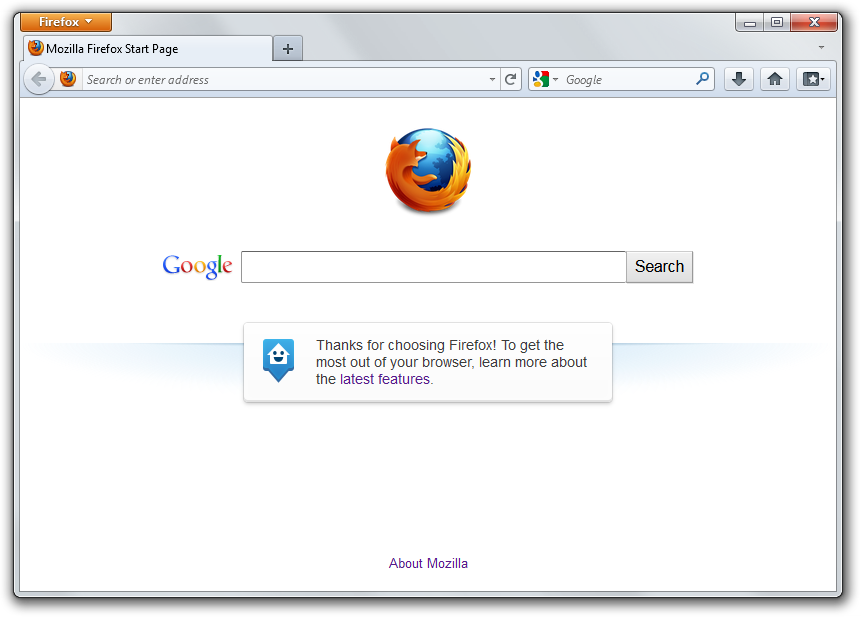 Firefox
Mozilla Firefox Start Page
Search or enter address
Google
Google
Search
Thanks for choosing Firefox! To get the
most out of your browser, learn more about
the latest features.
About Mozilla